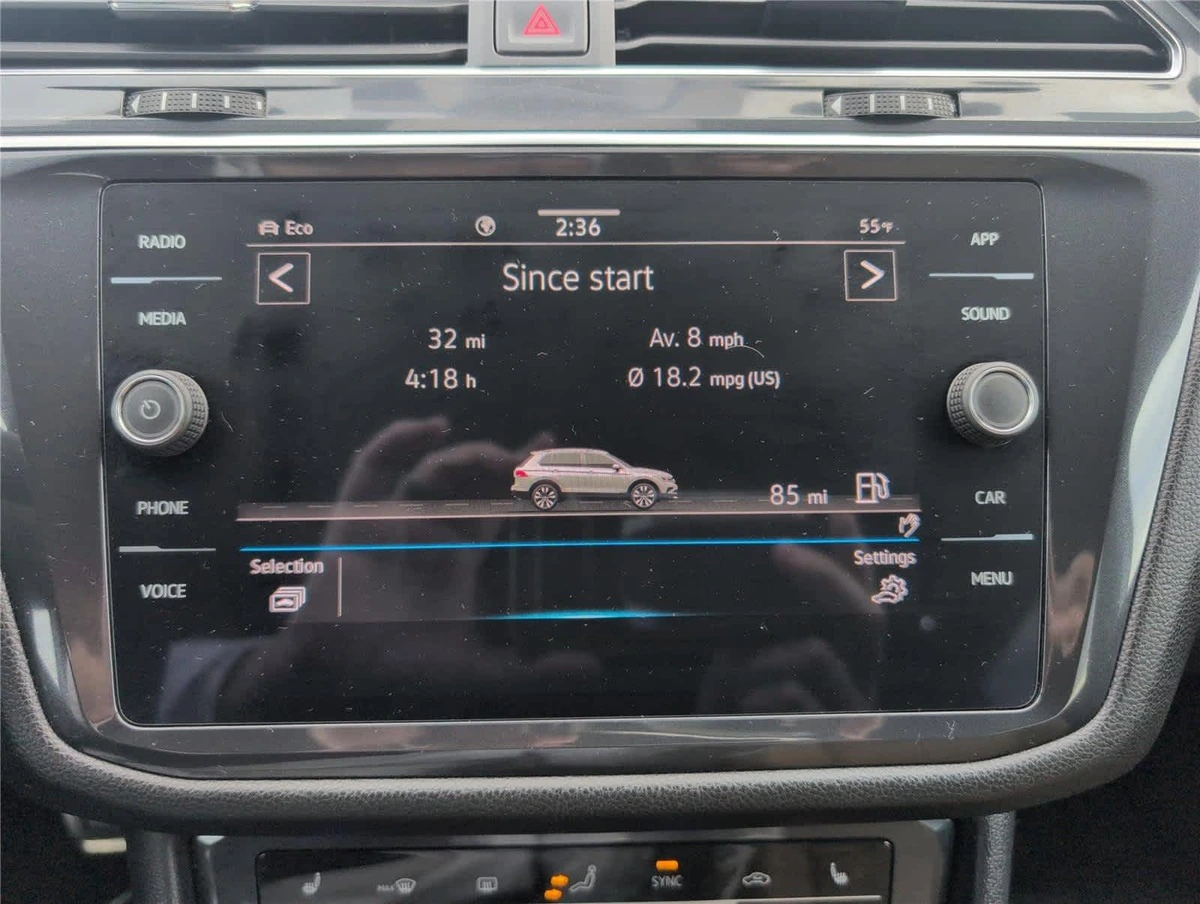 RADIO
MEDIA
PHONE
VOICE
Eco
2:36
55°F
Since start
32 mi
Av. 8 mph
4:18 h
Ø 18.2 mpg (US)
85 mi
Selection
Settings
APP
SOUND
CAR
MENU
MAX
SYNC